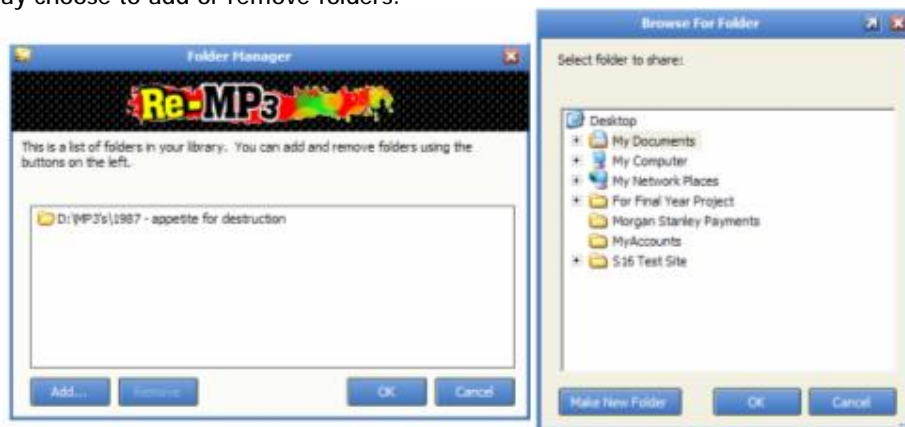 ay choose to add or remove folders.
Folder Manager
Re-MP3
This is a list of folders in your library. You can add and remove folders using the
buttons on the left.
D:\MP3's\1987 - appetite for destruction
Add...
Remove
OK
Cancel
Browse For Folder
Select folder to share:
Desktop
My Documents
My Computer
My Network Places
For Final Year Project
Morgan Stanley Payments
MyAccounts
S16 Test Site
Make New Folder
OK
Cancel